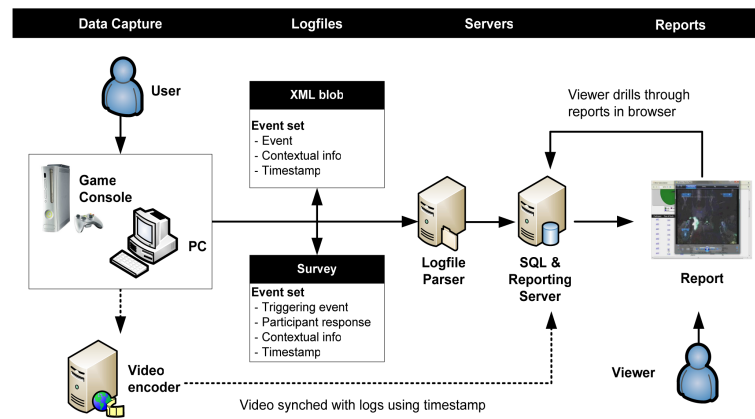 Data Capture
Logfiles
Servers
Reports
User
XML blob
Event set
- Event
- Contextual info
- Timestamp
Viewer drills through
reports in browser
Game
Console
PC
Logfile
Parser
SQL &
Reporting
Server
Report
Survey
Event set
- Triggering event
- Participant response
- Contextual info
- Timestamp
Video
encoder
Viewer
Video synched with logs using timestamp